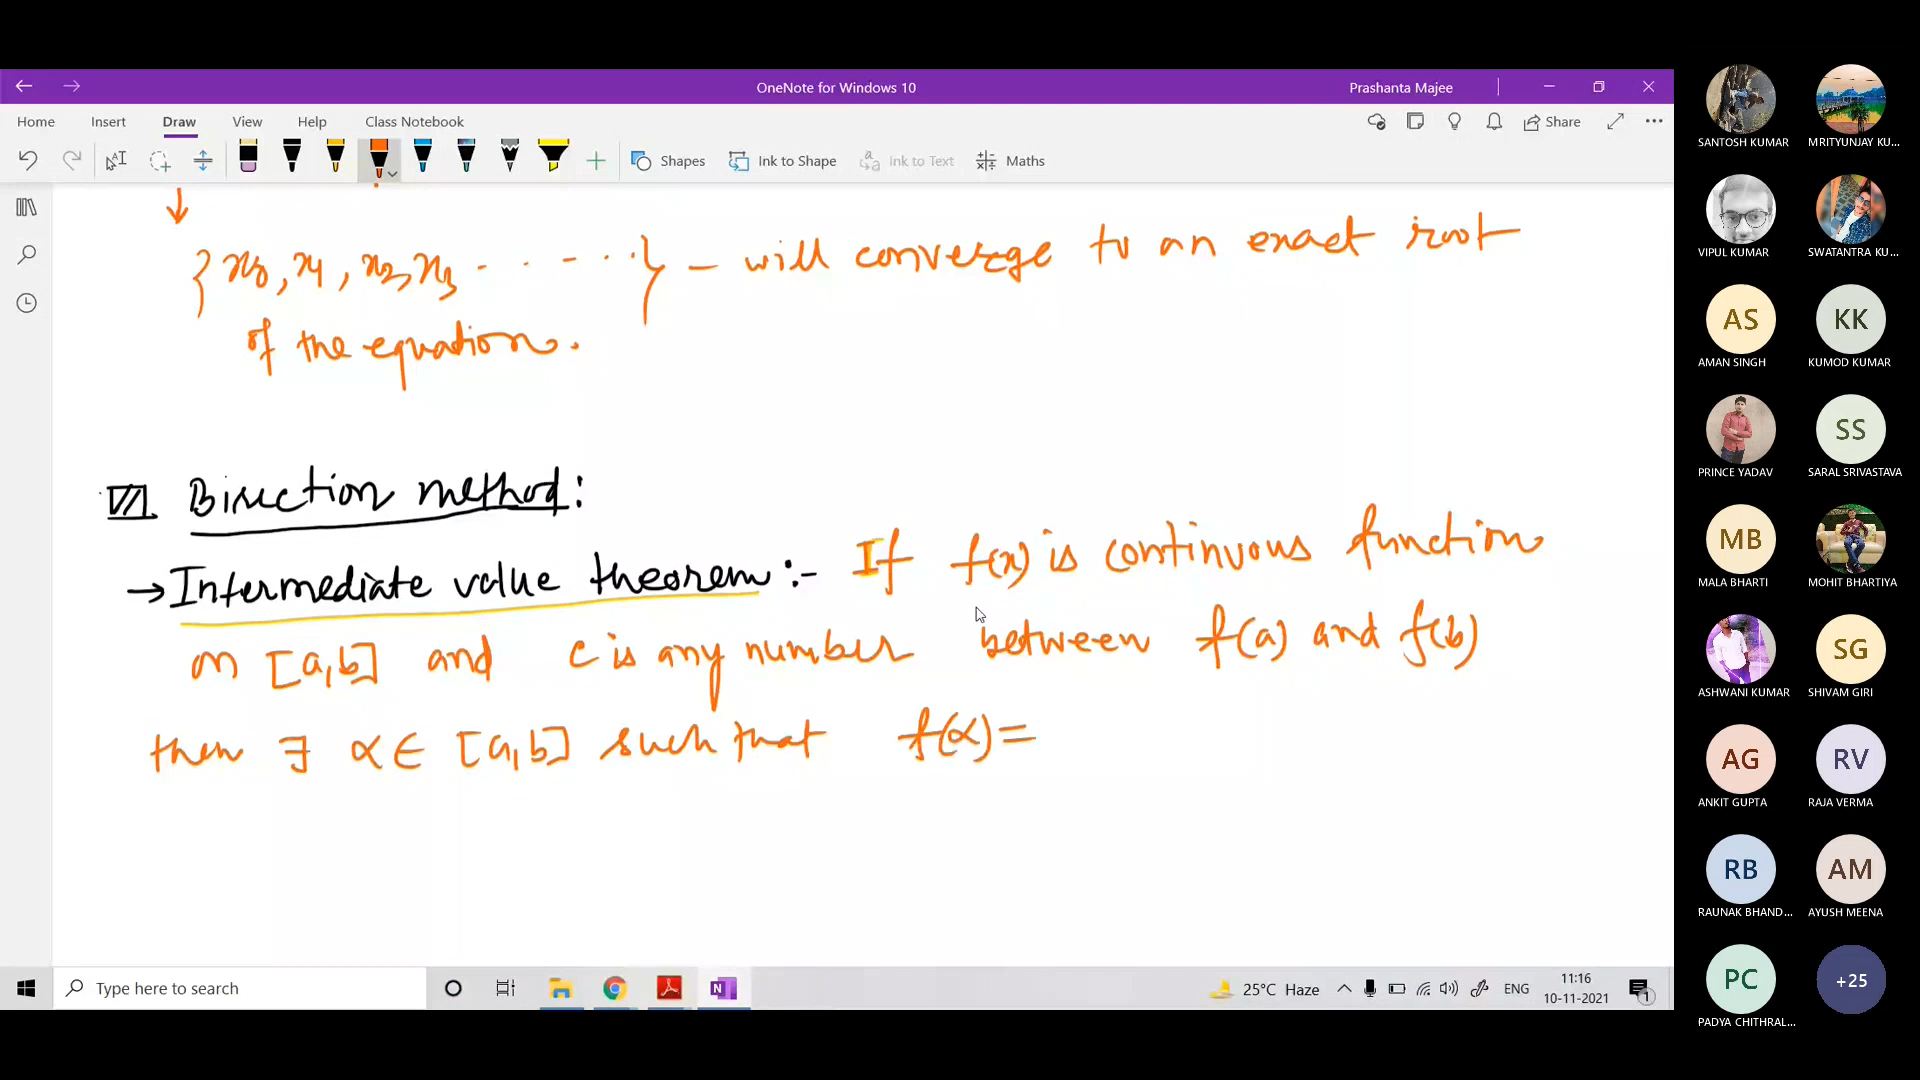 OneNote for Windows 10
Prashanta Majee
Home Insert Draw View Help Class Notebook
Share
Shapes Ink to Shape Ink to Text Maths
{x0, x1, x2, x3 - - - - ...} - will converge to an exact root
of the equation.
Bisection method:
→ Intermediate value theorem :- If f(x) is continuous function
on [a,b] and c is any number between f(a) and f(b)
then ∃ α ∈ [a,b] such that f(α)=
SANTOSH KUMAR
MRITYUNJAY KU...
VIPUL KUMAR
SWATANTRA KU...
AS
AMAN SINGH
KK
KUMOD KUMAR
PRINCE YADAV
SS
SARAL SRIVASTAVA
MB
MALA BHARTI
MOHIT BHARTIYA
ASHWANI KUMAR
SG
SHIVAM GIRI
AG
ANKIT GUPTA
RV
RAJA VERMA
RB
RAUNAK BHAND...
AM
AYUSH MEENA
PC
PADYA CHITHRAL...
+25
Type here to search
N
25°C Haze
ENG
11:16
10-11-2021
1